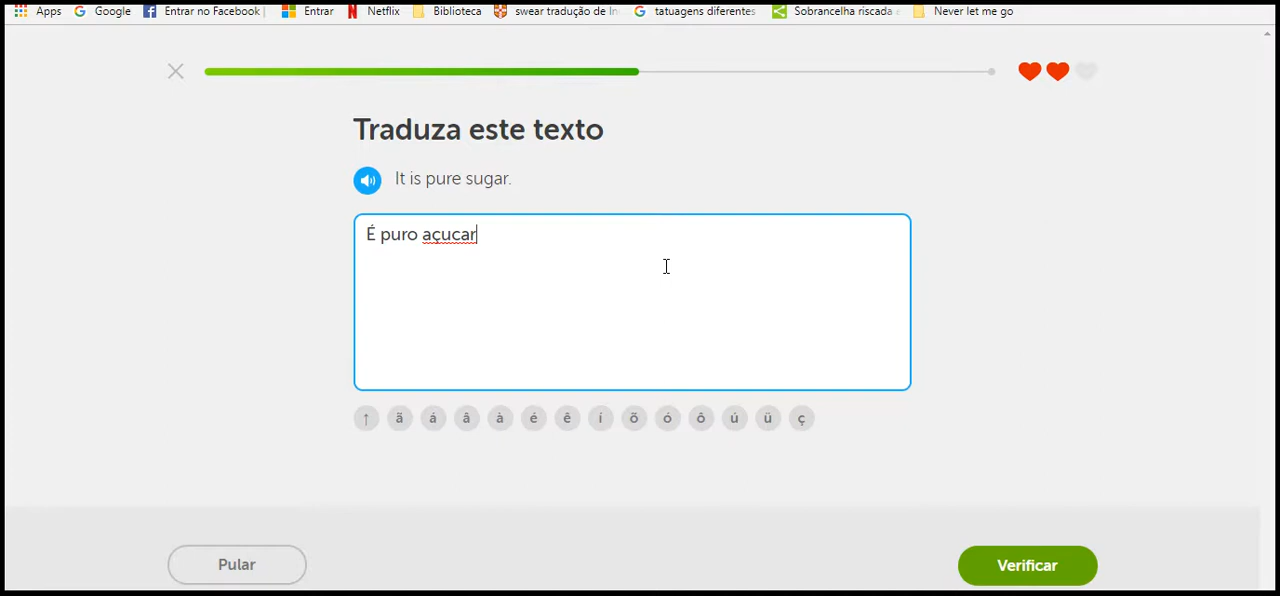 Apps Google Entrar no Facebook Entrar Netflix Biblioteca swear tradução de In tatuagens diferentes Sobrancelha riscada Never let me go
Traduza este texto
It is pure sugar.
É puro açucar
↑ ã á â à é ê í õ ó ô ú ü ç
Pular Verificar